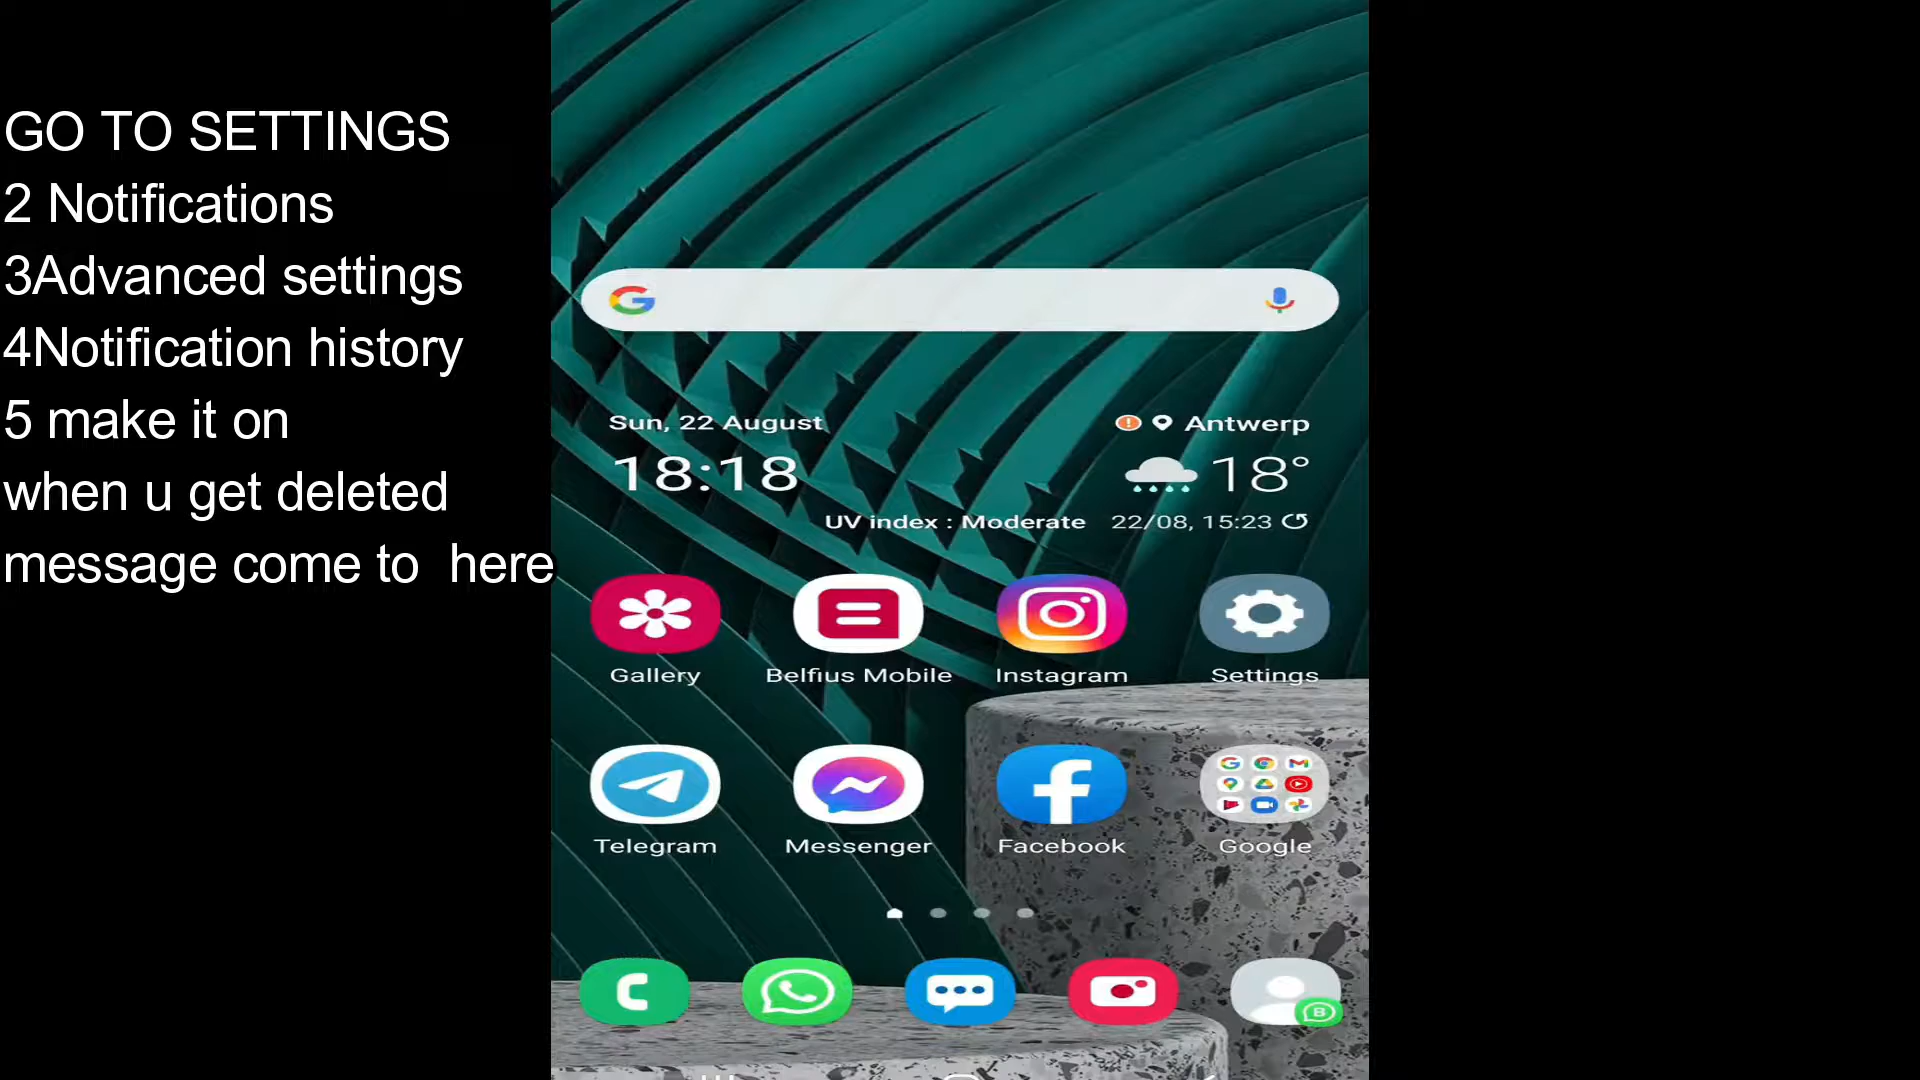 GO TO SETTINGS
2 Notifications
3Advanced settings
4Notification history
5 make it on
when u get deleted
message come to  here
Sun, 22 August
Antwerp
18:18
18°
UV index : Moderate
22/08, 15:23
Gallery
Belfius Mobile
Instagram
Settings
Telegram
Messenger
Facebook
Google